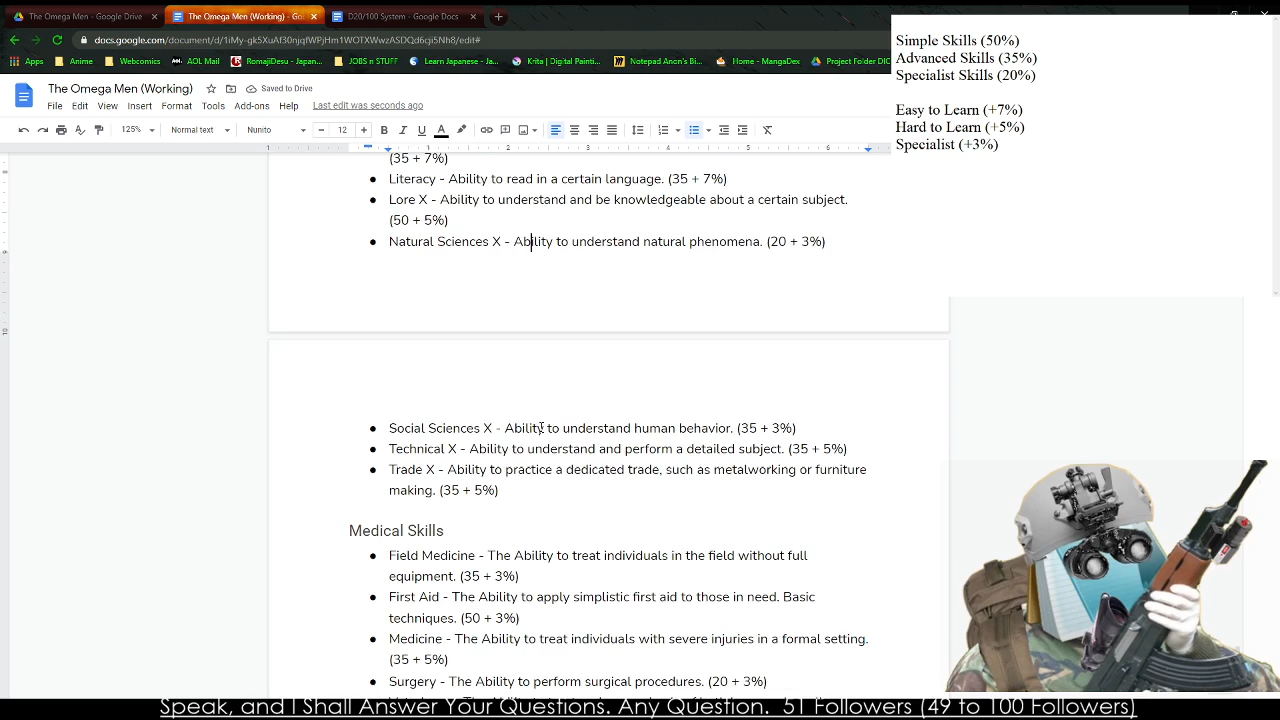 The Omega Men - Google Drive
The Omega Men (Working) - Goo
D20/100 System - Google Docs
docs.google.com/document/d/1iMy-gk5XuAf30njqfWPJHm1WOTXWwzASDQd6cji5Nh8/edit#
Apps Anime Webcomics AOL Mail RomajiDesu - Japan... JOBS n STUFF Learn Japanese - Ja... Krita | Digital Painti... Notepad Anon's Bi... Home - MangaDex Project Folder DIC
The Omega Men (Working)
Saved to Drive
File Edit View Insert Format Tools Add-ons Help Last edit was seconds ago
125% Normal text Nunito 12
Simple Skills (50%)
Advanced Skills (35%)
Specialist Skills (20%)
Easy to Learn (+7%)
Hard to Learn (+5%)
Specialist (+3%)
(35 + 7%)
Literacy - Ability to read in a certain language. (35 + 7%)
Lore X - Ability to understand and be knowledgeable about a certain subject.
(50 + 5%)
Natural Sciences X - Ability to understand natural phenomena. (20 + 3%)
Social Sciences X - Ability to understand human behavior. (35 + 3%)
Technical X - Ability to understand and perform a detailed subject. (35 + 5%)
Trade X - Ability to practice a dedicated trade, such as metalworking or furniture
making. (35 + 5%)
Medical Skills
Field Medicine - The Ability to treat individuals in the field without full
equipment. (35 + 3%)
First Aid - The Ability to apply simplistic first aid to those in need. Basic
techniques. (50 + 3%)
Medicine - The Ability to treat individuals with severe injuries in a formal setting.
(35 + 5%)
Surgery - The Ability to perform surgical procedures. (20 + 3%)
Speak, and I Shall Answer Your Questions. Any Question. 51 Followers (49 to 100 Followers)